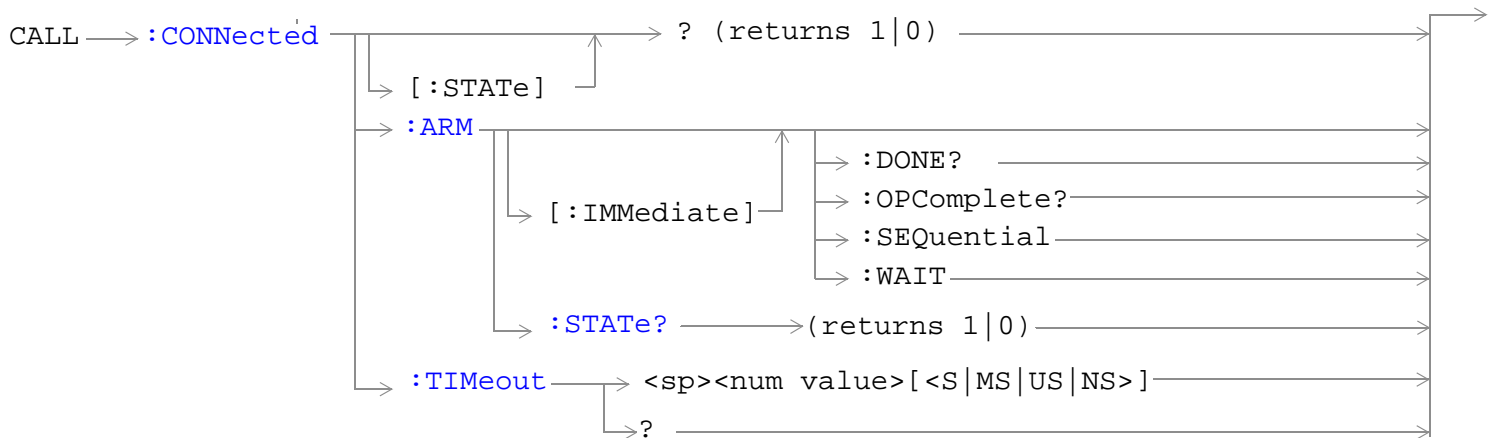 CALL :CONNected ? (returns 1|0)
[:STATe]
:ARM
:DONE?
:OPComplete?
[:IMMediate]
:SEQuential
:WAIT
:STATe? (returns 1|0)
:TIMeout <sp><num value>[<S|MS|US|NS>]
?